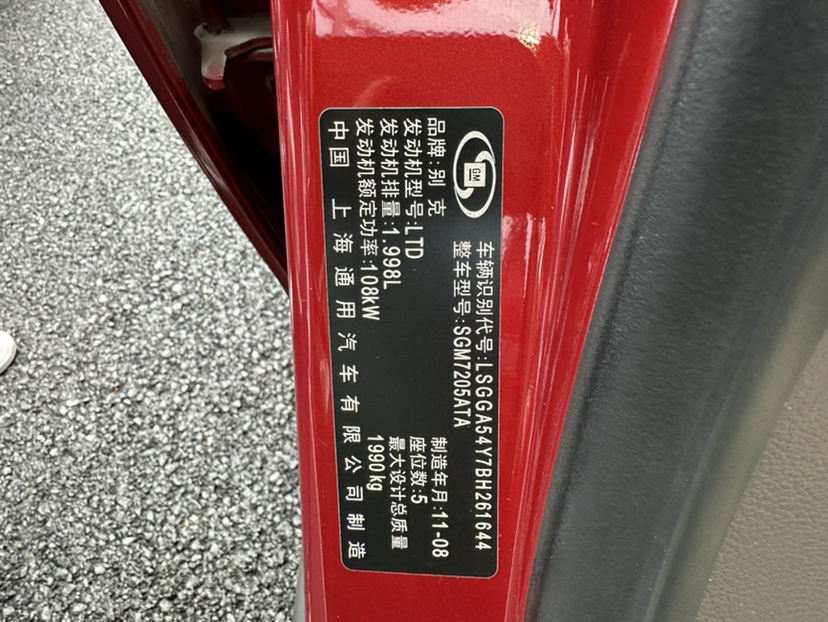 GM
车辆识别代号:LSGGA54Y7BH261644
整车型号:SGM7205ATA
品牌:别克
制造年月:11-08
发动机型号:LTD
座位数:5
发动机排量:1.998L
最大设计总质量
发动机额定功率:108kW
1990kg
中国 上海通用汽车有限公司制造